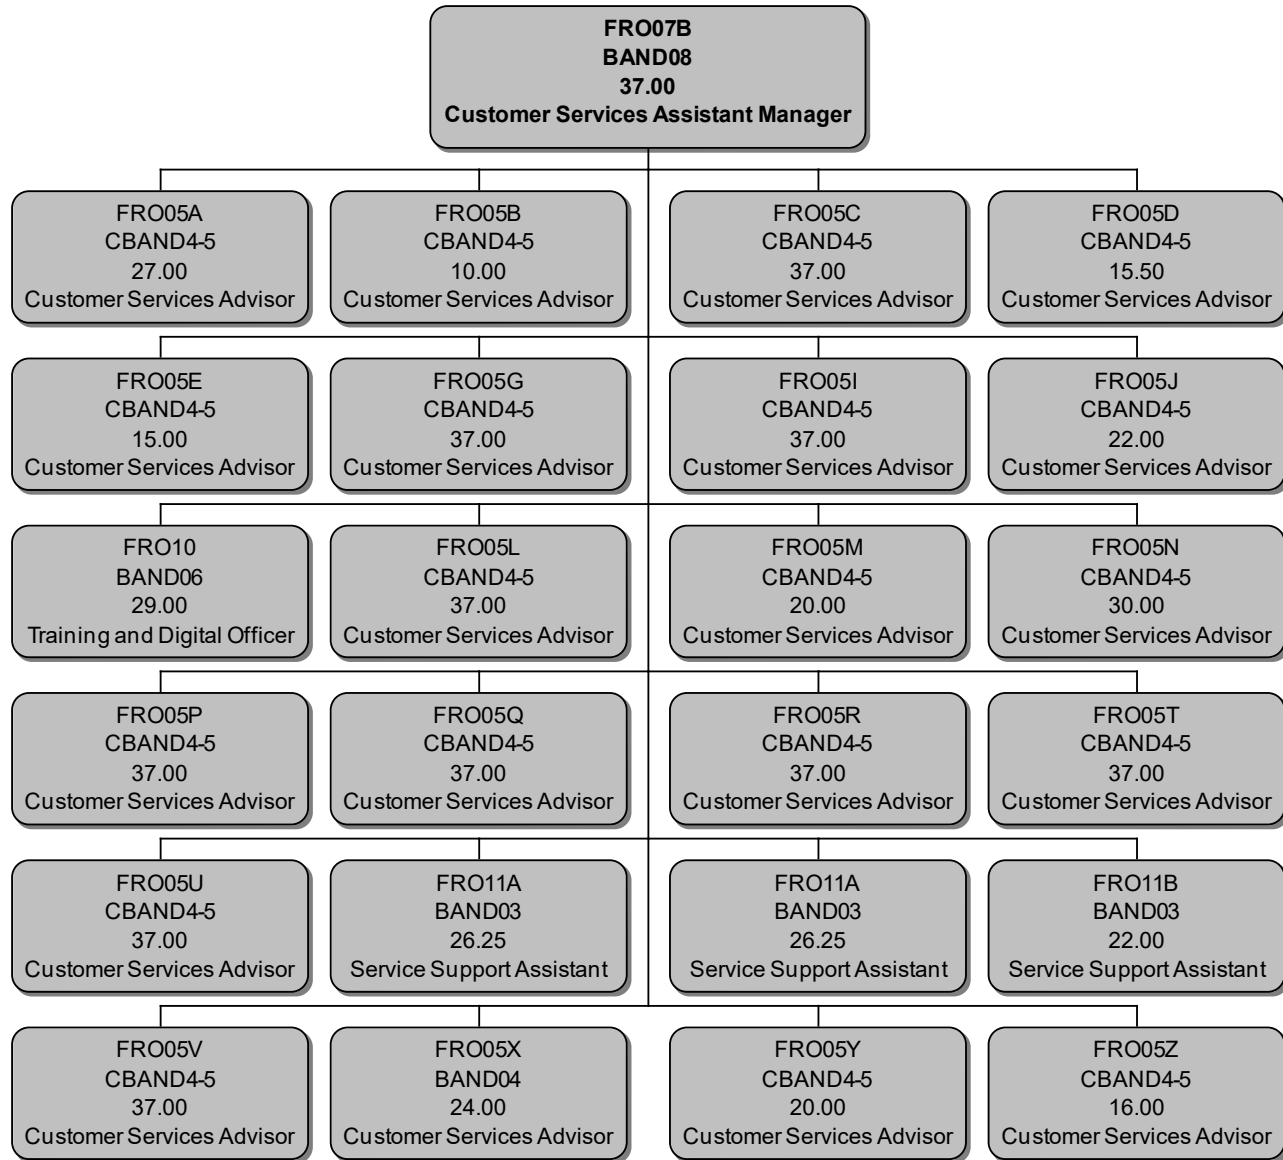 FRO07B
BAND08
37.00
Customer Services Assistant Manager
FRO05A
CBAND4-5
27.00
Customer Services Advisor
FRO05B
CBAND4-5
10.00
Customer Services Advisor
FRO05C
CBAND4-5
37.00
Customer Services Advisor
FRO05D
CBAND4-5
15.50
Customer Services Advisor
FRO05E
CBAND4-5
15.00
Customer Services Advisor
FRO05G
CBAND4-5
37.00
Customer Services Advisor
FRO05I
CBAND4-5
37.00
Customer Services Advisor
FRO05J
CBAND4-5
22.00
Customer Services Advisor
FRO10
BAND06
29.00
Training and Digital Officer
FRO05L
CBAND4-5
37.00
Customer Services Advisor
FRO05M
CBAND4-5
20.00
Customer Services Advisor
FRO05N
CBAND4-5
30.00
Customer Services Advisor
FRO05P
CBAND4-5
37.00
Customer Services Advisor
FRO05Q
CBAND4-5
37.00
Customer Services Advisor
FRO05R
CBAND4-5
37.00
Customer Services Advisor
FRO05T
CBAND4-5
37.00
Customer Services Advisor
FRO05U
CBAND4-5
37.00
Customer Services Advisor
FRO11A
BAND03
26.25
Service Support Assistant
FRO11A
BAND03
26.25
Service Support Assistant
FRO11B
BAND03
22.00
Service Support Assistant
FRO05V
CBAND4-5
37.00
Customer Services Advisor
FRO05X
BAND04
24.00
Customer Services Advisor
FRO05Y
CBAND4-5
20.00
Customer Services Advisor
FRO05Z
CBAND4-5
16.00
Customer Services Advisor